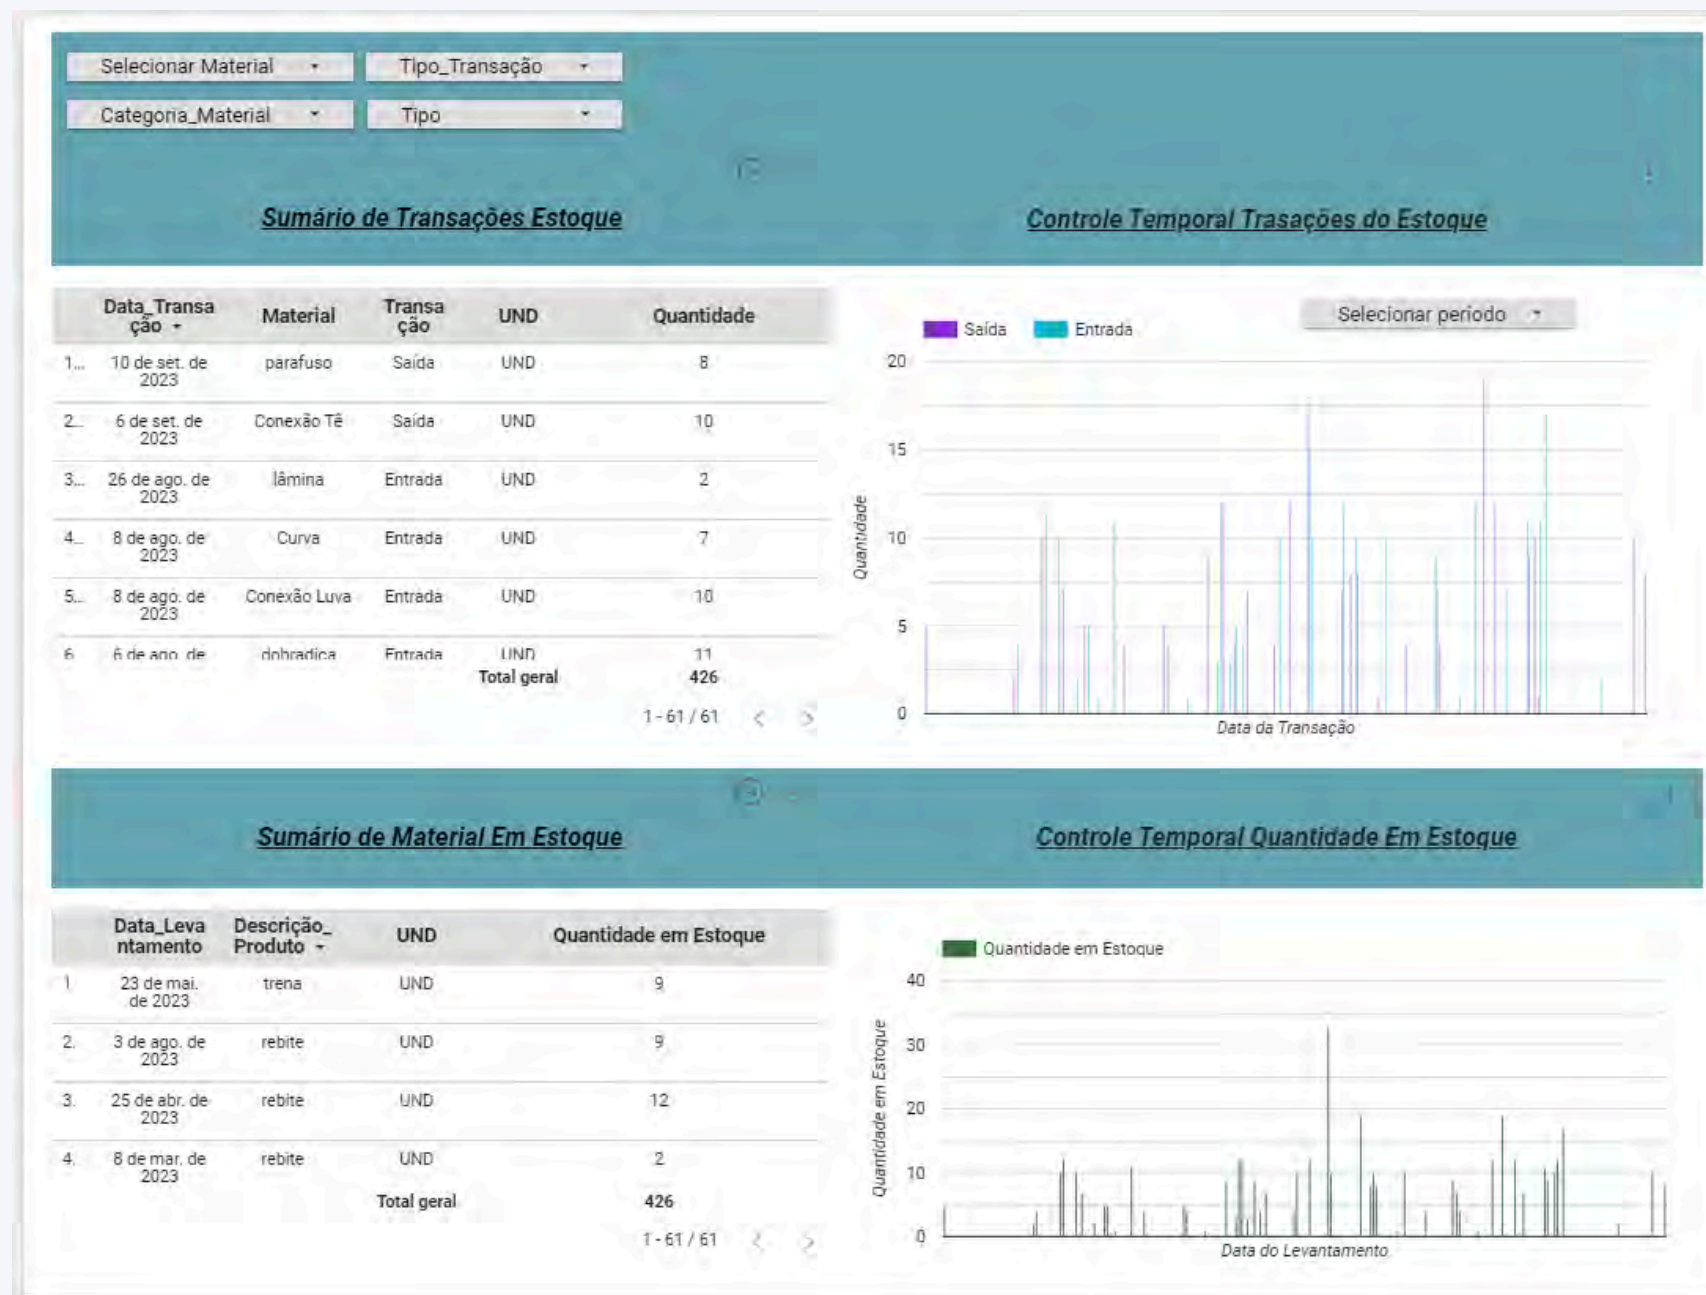 Selecionar Material
Tipo_Transação
Categoria_Material
Tipo
Sumário de Transações Estoque
Controle Temporal Trasações do Estoque
Data_Transa
ção
Material
Transa
ção
UND
Quantidade
1... 10 de set. de
2023
parafuso Saída UND 8
2... 6 de set. de
2023
Conexão Tê Saída UND 10
3... 26 de ago. de
2023
lâmina Entrada UND 2
4... 8 de ago. de
2023
Curva Entrada UND 7
5... 8 de ago. de
2023
Conexão Luva Entrada UND 10
6 6 de ago. de dobradiça Entrada UND 11
Total geral 426
1 - 61 / 61
Saída
Entrada
Selecionar período
20
15
10
5
0
Quantidade
Data da Transação
Sumário de Material Em Estoque
Controle Temporal Quantidade Em Estoque
Data_Leva
ntamento
Descrição_
Produto
UND
Quantidade em Estoque
1 23 de mai.
de 2023
trena UND 9
2. 3 de ago. de
2023
rebite UND 9
3. 25 de abr. de
2023
rebite UND 12
4. 8 de mar. de
2023
rebite UND 2
Total geral 426
1 - 61 / 61
Quantidade em Estoque
40
30
20
10
0
Quantidade em Estoque
Data do Levantamento